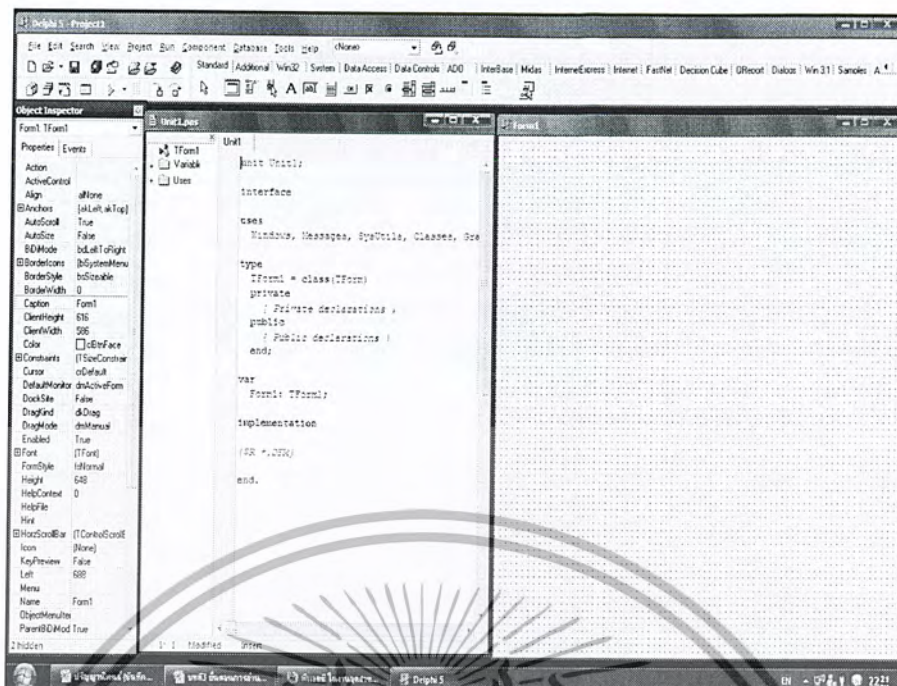 Delphi 5 - Project1
File Edit Search View Project Run Component Database Tools Help <None>
Standard Additional Win32 System Data Access Data Controls ADO InterBase Midas InterneExpress Internet FastNet Decision Cube QReport Dialogs Win 3.1 Samples A
Object Inspector
Form1: TForm1
Properties Events
Action
ActiveControl
Align alNone
Anchors [akLeft,akTop]
AutoScroll True
AutoSize False
BiDiMode bdLeftToRight
BorderIcons [biSystemMenu
BorderStyle bsSizeable
BorderWidth 0
Caption Form1
ClientHeight 616
ClientWidth 586
Color clBtnFace
Constraints (TSizeConstrair
Cursor crDefault
DefaultMonitor dmActiveForm
DockSite False
DragKind dkDrag
DragMode dmManual
Enabled True
Font (TFont)
FormStyle fsNormal
Height 648
HelpContext 0
HelpFile
Hint
HorzScrollBar (TControlScrollE
Icon (None)
KeyPreview False
Left 688
Menu
Name Form1
ObjectMenuItei
ParentBiDiMod True
2 hidden
Unit1.pas
TForm1
Variabk
Uses
Unit1
unit Unit1;
interface
uses
Windows, Messages, SysUtils, Classes, Gra
type
TForm1 = class(TForm)
private
{ Private declarations }
public
{ Public declarations }
end;
var
Form1: TForm1;
implementation
{$R *.DFM}
end.
1: 1 Modified Insert
Form1
Delphi 5
EN 22:21